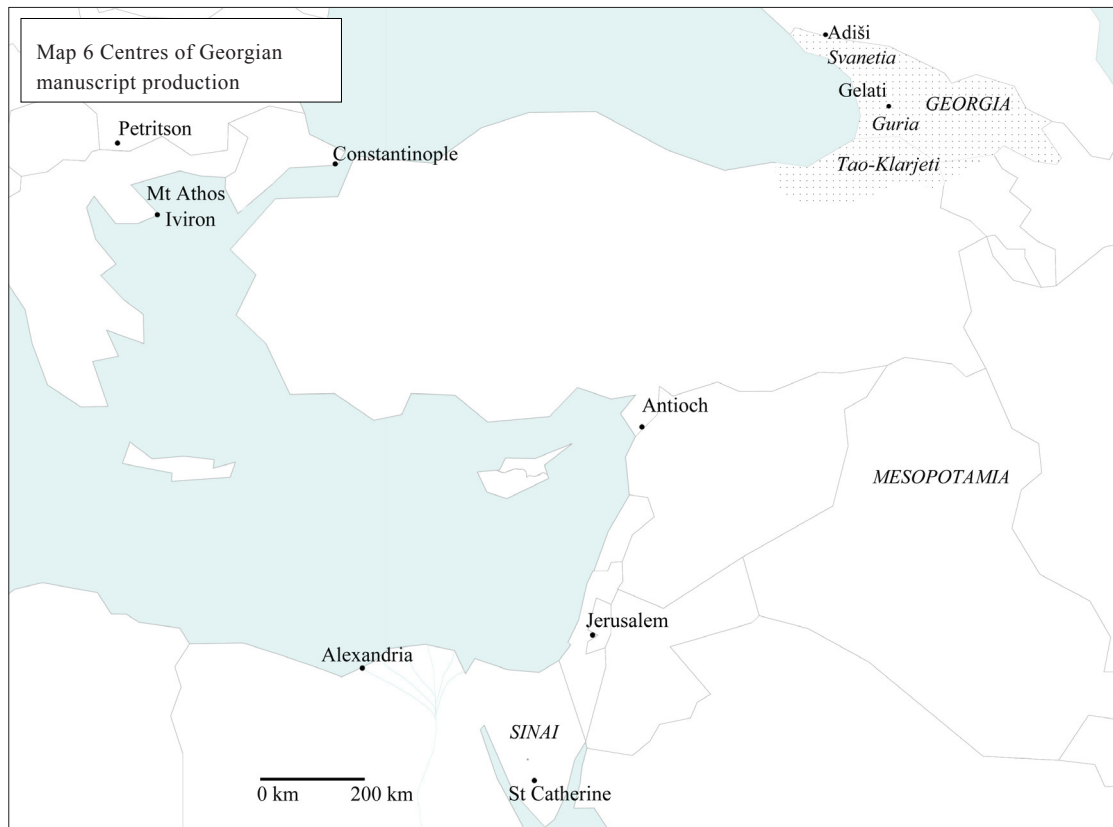 Map 6 Centres of Georgian
manuscript production
Adiši
Svanetia
Gelati
GEORGIA
Guria
Petritson
Constantinople
Tao-Klarjeti
Mt Athos
Iviron
Antioch
MESOPOTAMIA
Jerusalem
Alexandria
SINAI
St Catherine
0 km 200 km